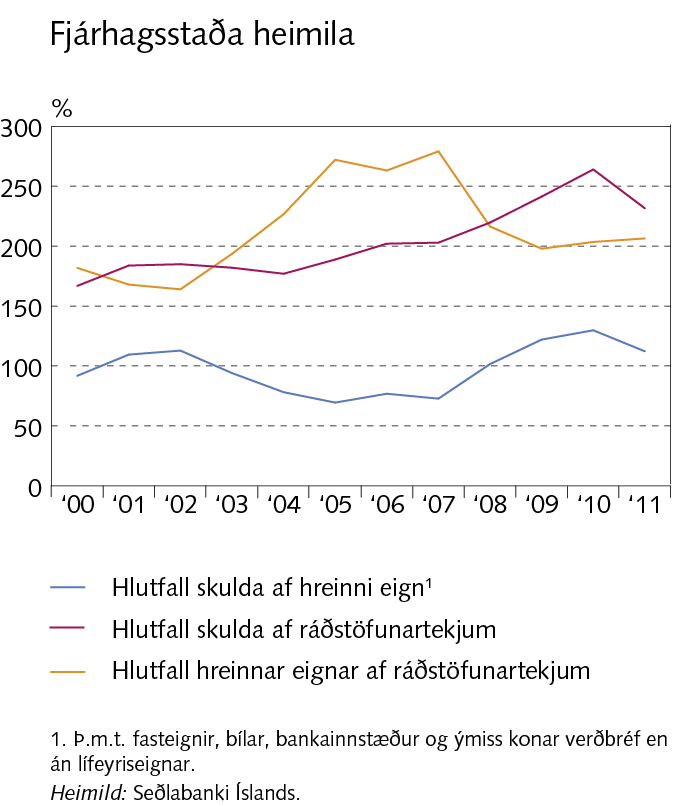 Fjárhagsstaða heimila
%
300
250
200
150
100
50
0
‘00 ‘01 ‘02 ‘03 ‘04 ‘05 ‘06 ‘07 ‘08 ‘09 ‘10 ‘11
Hlutfall skulda af hreinni eign¹
Hlutfall skulda af ráðstöfunartekjum
Hlutfall hreinnar eignar af ráðstöfunartekjum
1. Þ.m.t. fasteignir, bílar, bankainnstæður og ýmiss konar verðbréf en
án lífeyriseignar.
Heimild: Seðlabanki Íslands.